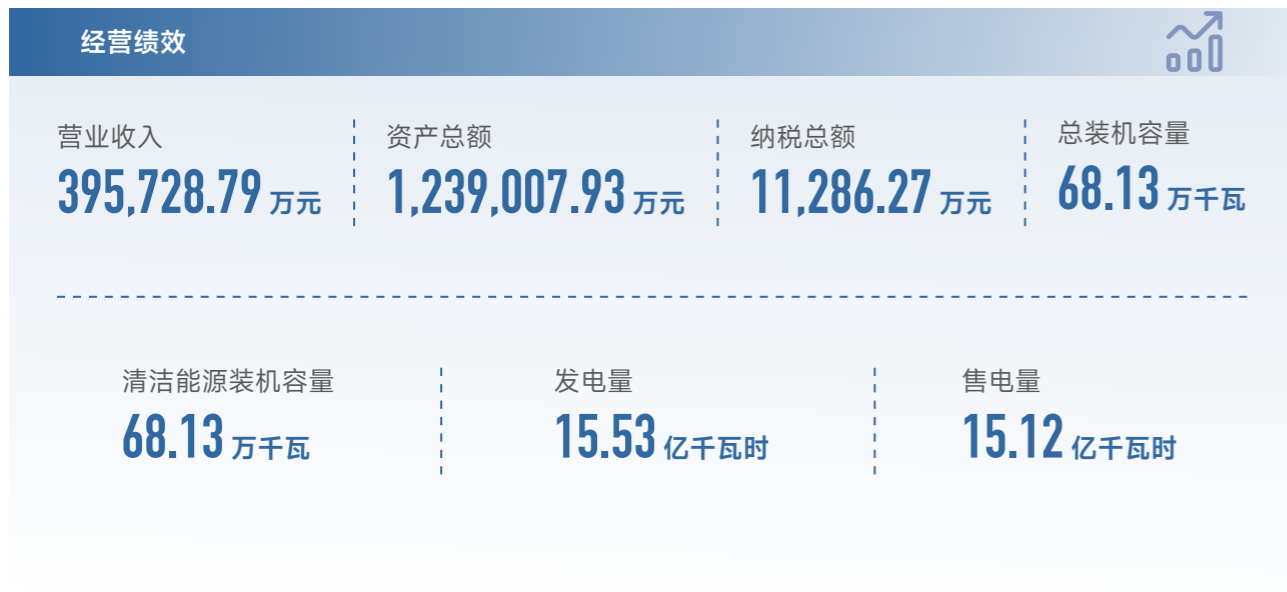 经营绩效
营业收入
395,728.79 万元
资产总额
1,239,007.93 万元
纳税总额
11,286.27 万元
总装机容量
68.13 万千瓦
清洁能源装机容量
68.13 万千瓦
发电量
15.53 亿千瓦时
售电量
15.12 亿千瓦时